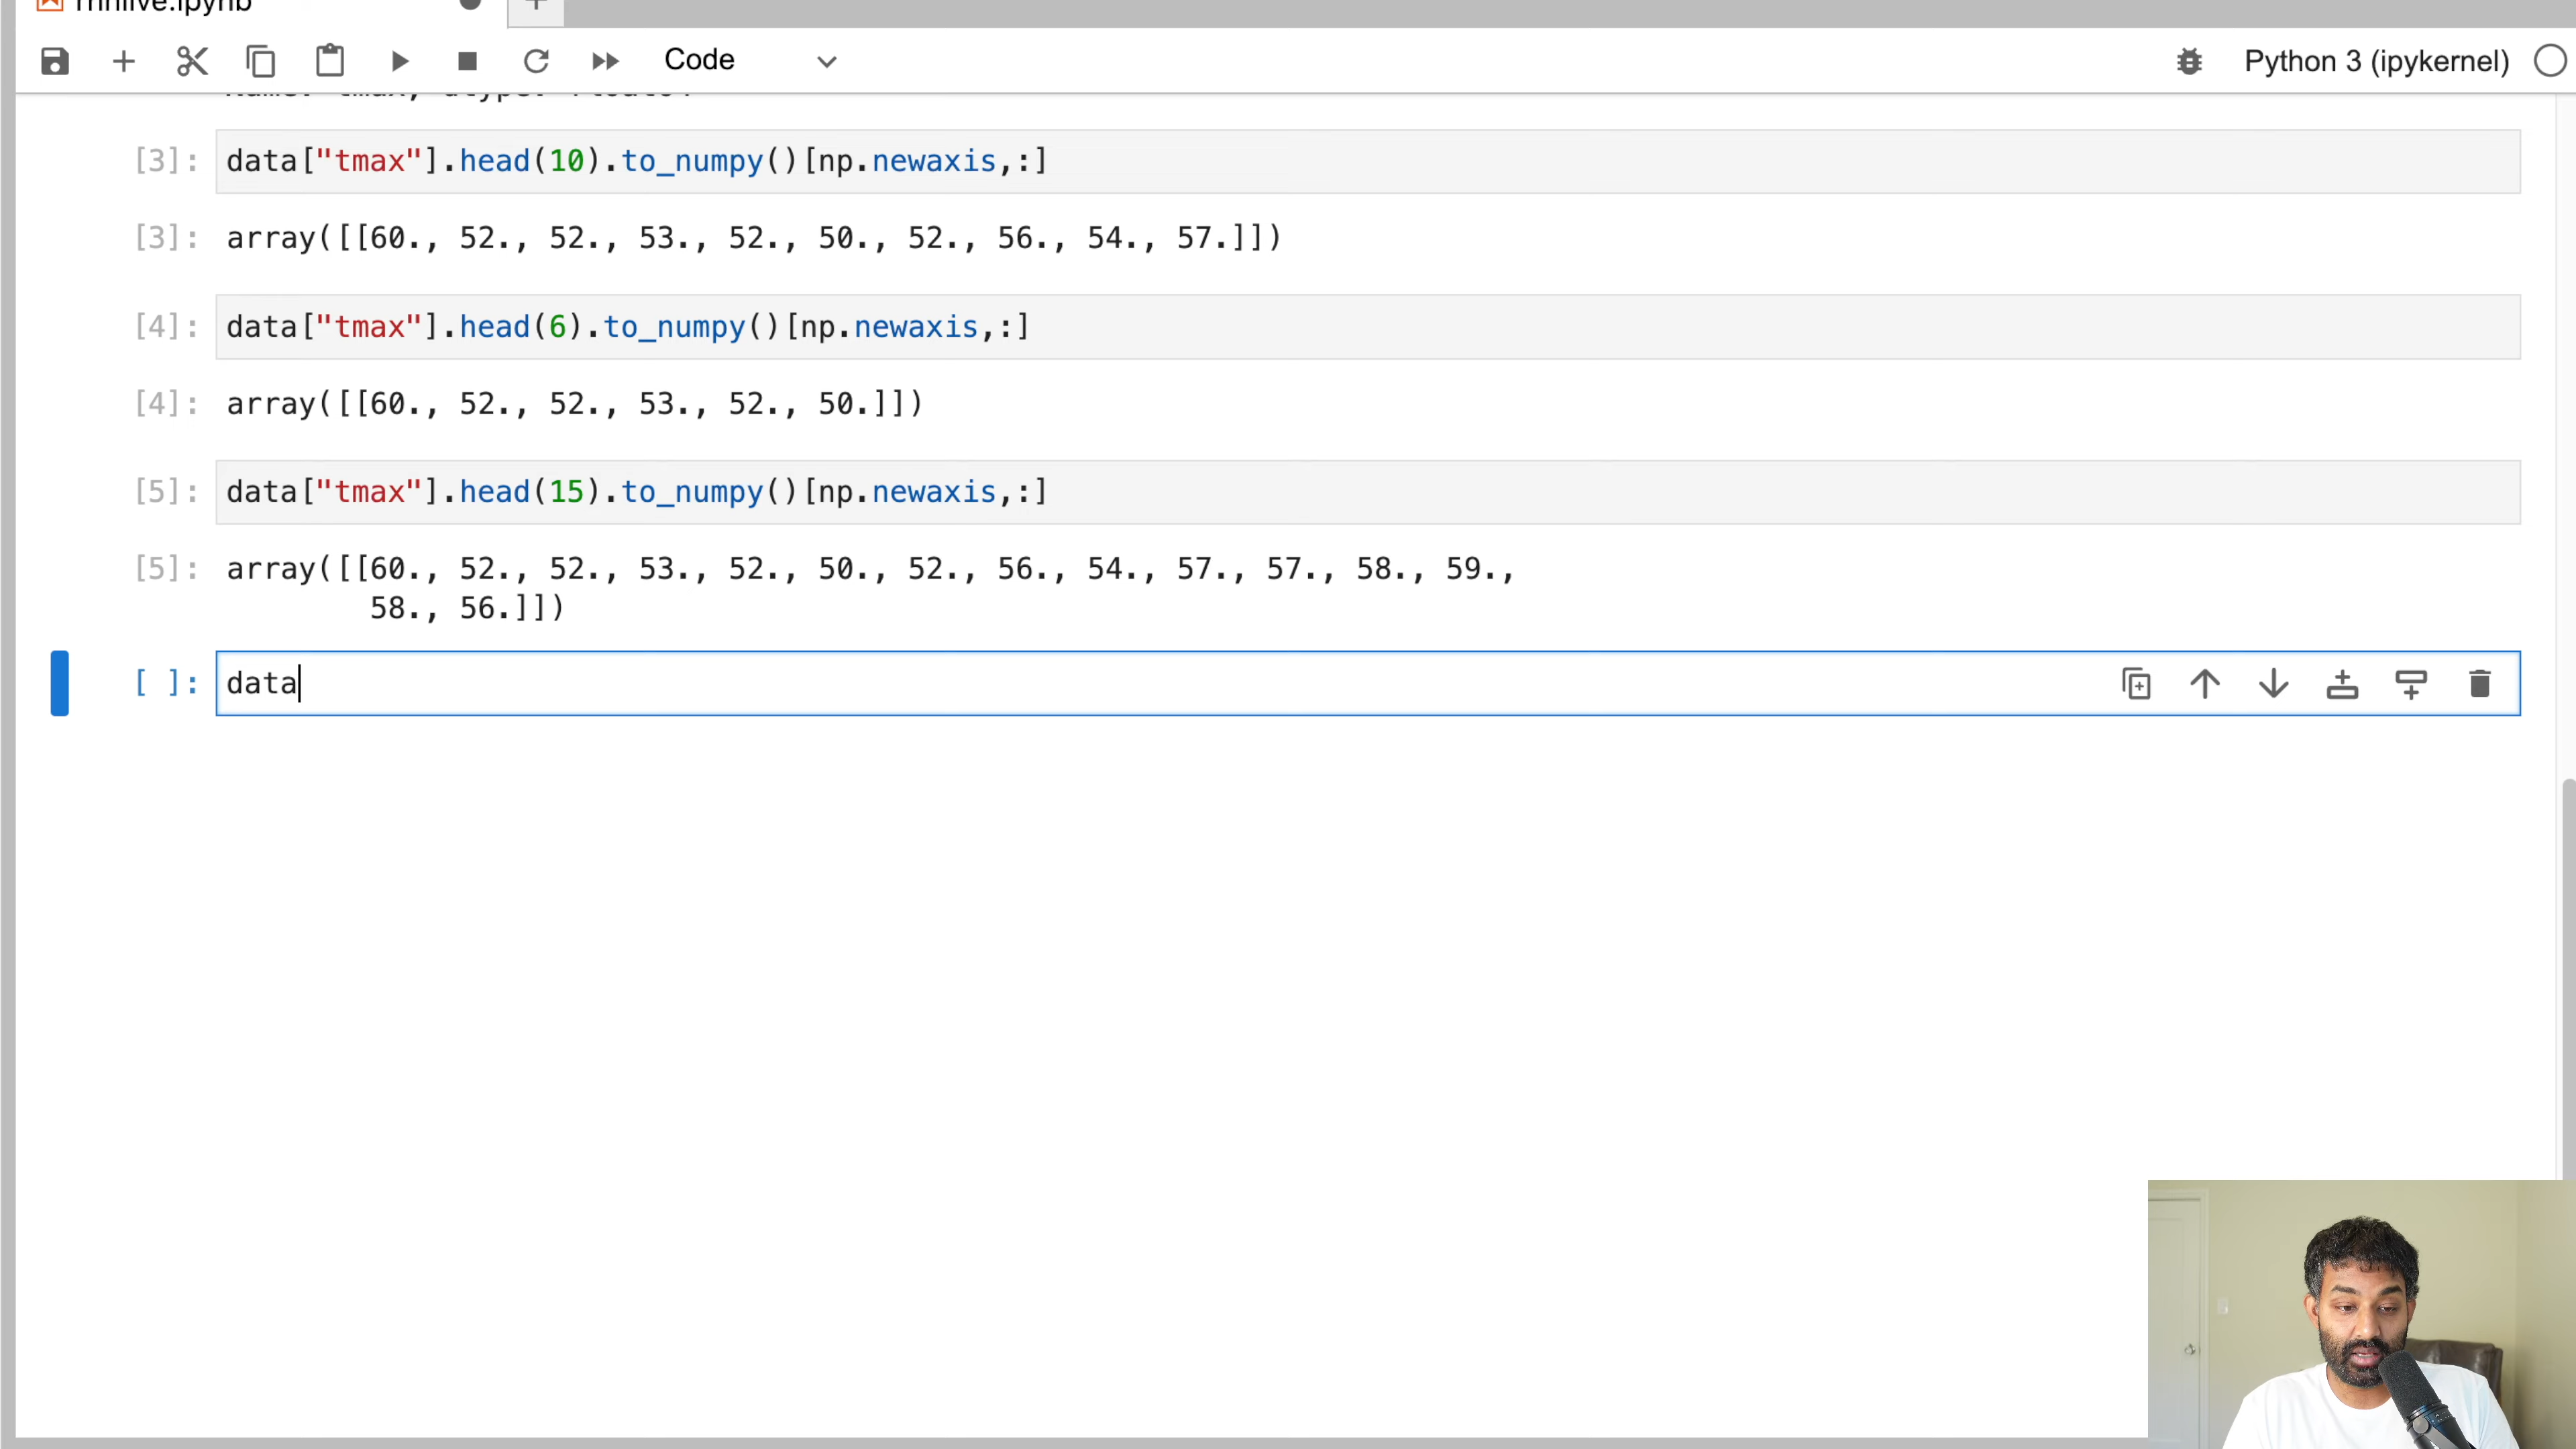 Code
Python 3 (ipykernel)
[3]: data["tmax"].head(10).to_numpy()[np.newaxis,:]
[3]: array([[60., 52., 52., 53., 52., 50., 52., 56., 54., 57.]])
[4]: data["tmax"].head(6).to_numpy()[np.newaxis,:]
[4]: array([[60., 52., 52., 53., 52., 50.]])
[5]: data["tmax"].head(15).to_numpy()[np.newaxis,:]
[5]: array([[60., 52., 52., 53., 52., 50., 52., 56., 54., 57., 57., 58., 59.,
58., 56.]])
[ ]: data